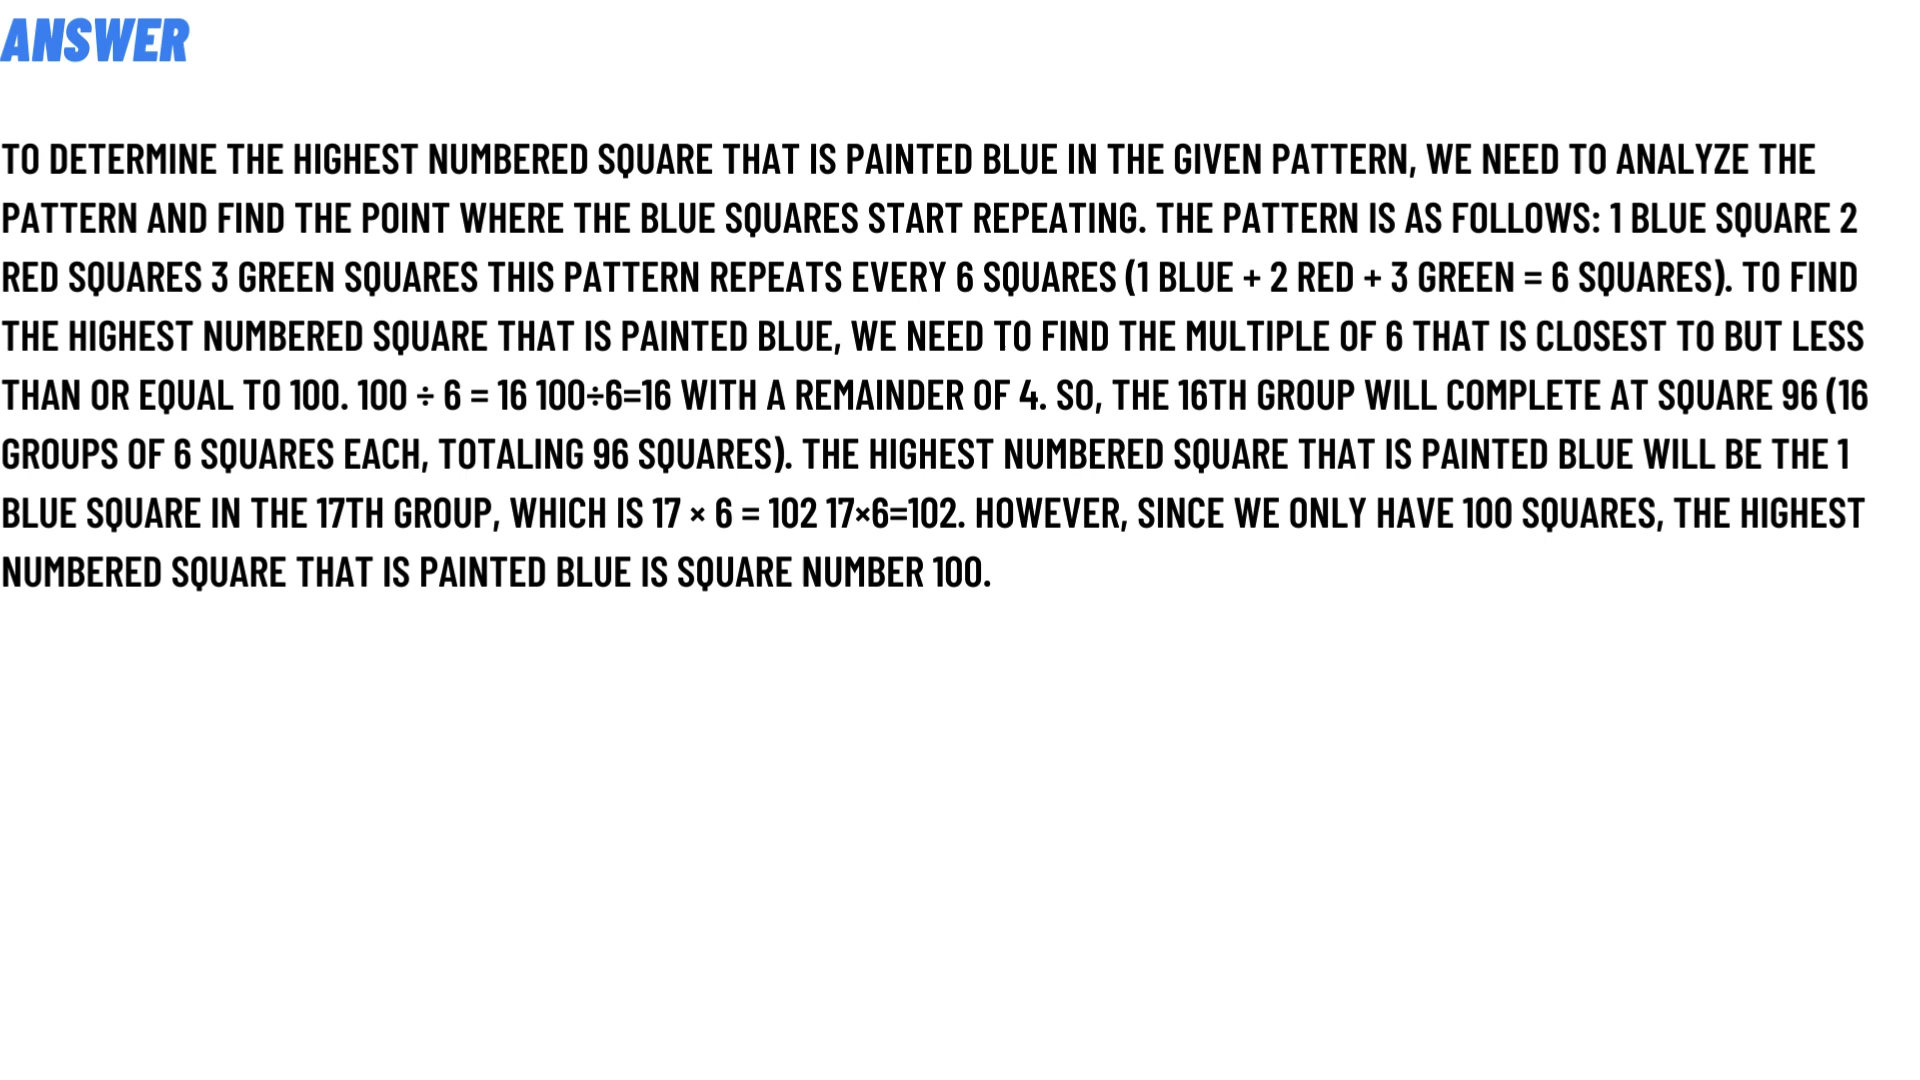 ANSWER
TO DETERMINE THE HIGHEST NUMBERED SQUARE THAT IS PAINTED BLUE IN THE GIVEN PATTERN, WE NEED TO ANALYZE THE
PATTERN AND FIND THE POINT WHERE THE BLUE SQUARES START REPEATING. THE PATTERN IS AS FOLLOWS: 1 BLUE SQUARE 2
RED SQUARES 3 GREEN SQUARES THIS PATTERN REPEATS EVERY 6 SQUARES (1 BLUE + 2 RED + 3 GREEN = 6 SQUARES). TO FIND
THE HIGHEST NUMBERED SQUARE THAT IS PAINTED BLUE, WE NEED TO FIND THE MULTIPLE OF 6 THAT IS CLOSEST TO BUT LESS
THAN OR EQUAL TO 100. 100 ÷ 6 = 16 100÷6=16 WITH A REMAINDER OF 4. SO, THE 16TH GROUP WILL COMPLETE AT SQUARE 96 (16
GROUPS OF 6 SQUARES EACH, TOTALING 96 SQUARES). THE HIGHEST NUMBERED SQUARE THAT IS PAINTED BLUE WILL BE THE 1
BLUE SQUARE IN THE 17TH GROUP, WHICH IS 17 × 6 = 102 17×6=102. HOWEVER, SINCE WE ONLY HAVE 100 SQUARES, THE HIGHEST
NUMBERED SQUARE THAT IS PAINTED BLUE IS SQUARE NUMBER 100.